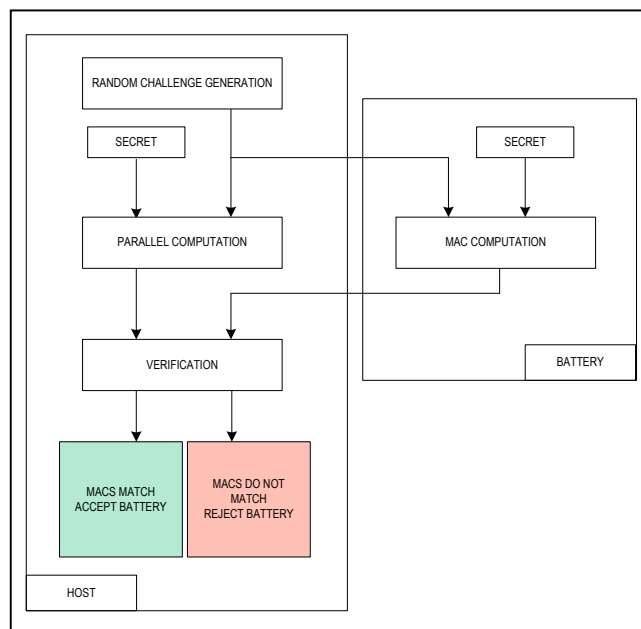 RANDOM CHALLENGE GENERATION
SECRET
SECRET
PARALLEL COMPUTATION
MAC COMPUTATION
VERIFICATION
BATTERY
MACS MATCH
ACCEPT BATTERY
MACS DO NOT
MATCH
REJECT BATTERY
HOST